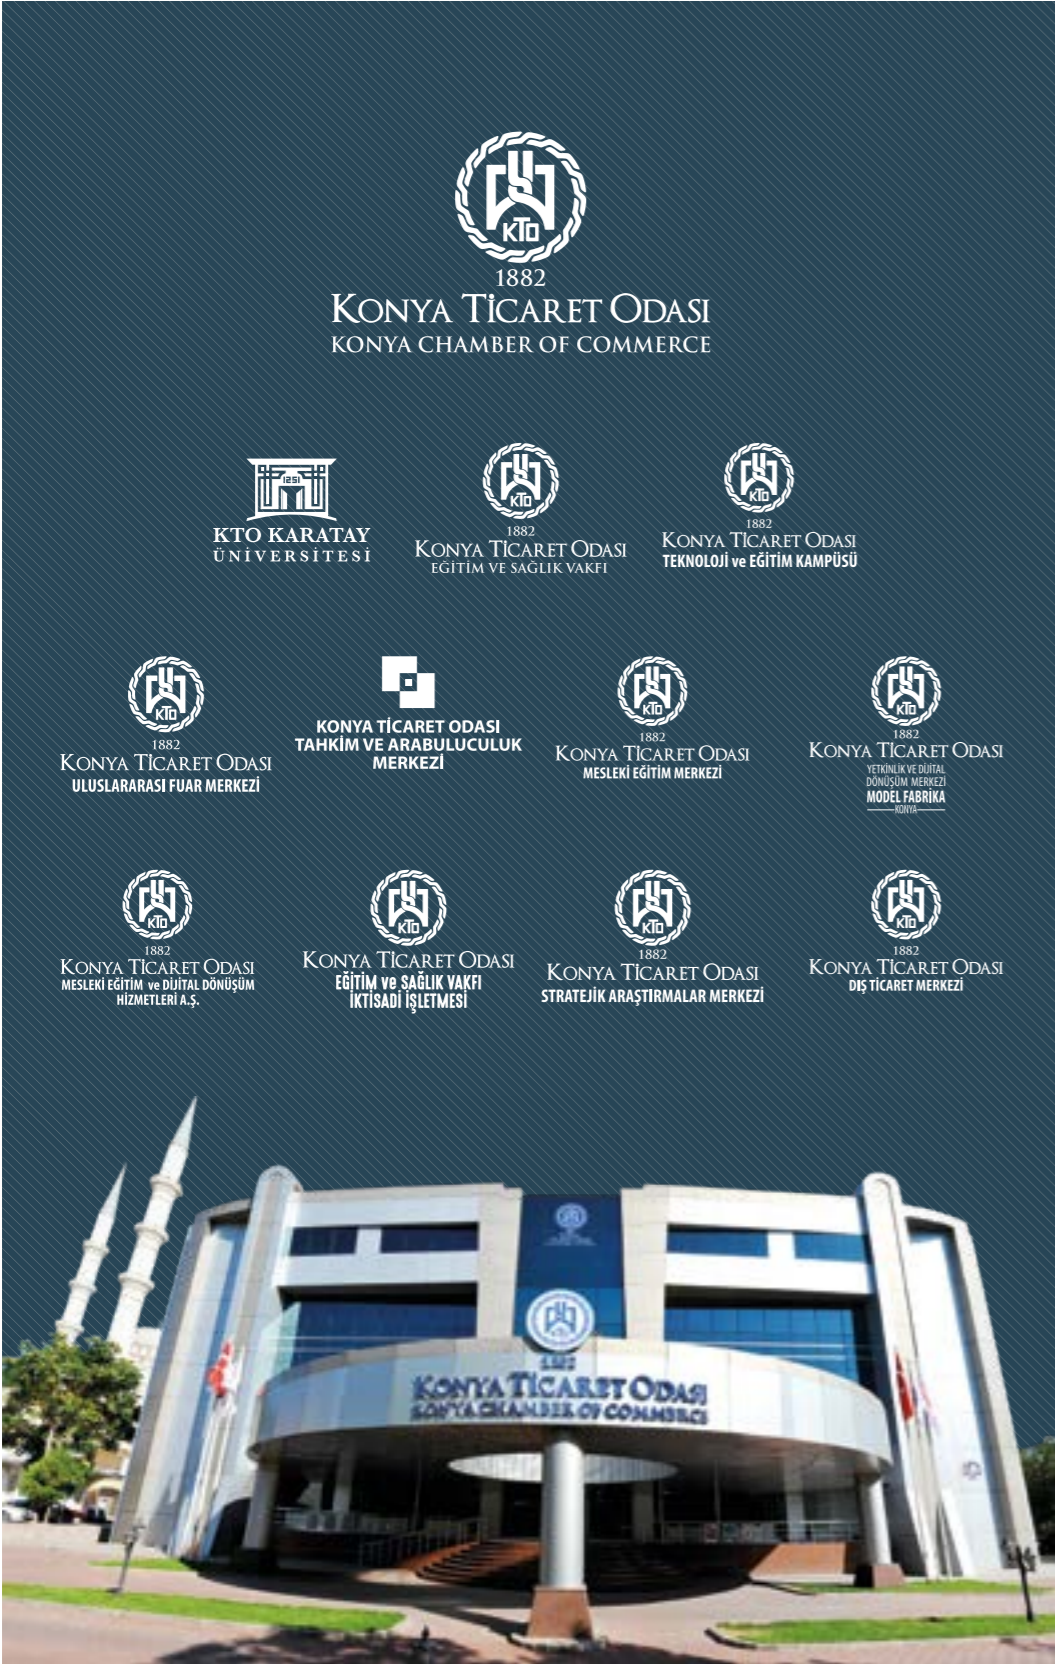 KTO
1882
KONYA TİCARET ODASI
KONYA CHAMBER OF COMMERCE
1251
KTO KARATAY
ÜNİVERSİTESİ
KTO
1882
KONYA TİCARET ODASI
EĞİTİM VE SAĞLIK VAKFI
KTO
1882
KONYA TİCARET ODASI
TEKNOLOJİ ve EĞİTİM KAMPÜSÜ
KTO
1882
KONYA TİCARET ODASI
ULUSLARARASI FUAR MERKEZİ
KONYA TİCARET ODASI
TAHKİM VE ARABULUCULUK
MERKEZİ
KTO
1882
KONYA TİCARET ODASI
MESLEKİ EĞİTİM MERKEZİ
KTO
1882
KONYA TİCARET ODASI
YETKİNLİK VE DİJİTAL
DÖNÜŞÜM MERKEZİ
MODEL FABRİKA
KONYA
KTO
1882
KONYA TİCARET ODASI
MESLEKİ EĞİTİM ve DİJİTAL DÖNÜŞÜM
HİZMETLERİ A.Ş.
KTO
KONYA TİCARET ODASI
EĞİTİM ve SAĞLIK VAKFI
İKTİSADİ İŞLETMESİ
KTO
1882
KONYA TİCARET ODASI
STRATEJİK ARAŞTIRMALAR MERKEZİ
KTO
1882
KONYA TİCARET ODASI
DIŞ TİCARET MERKEZİ
1882
KONYA TİCARET ODASI
KONYA CHAMBER OF COMMERCE